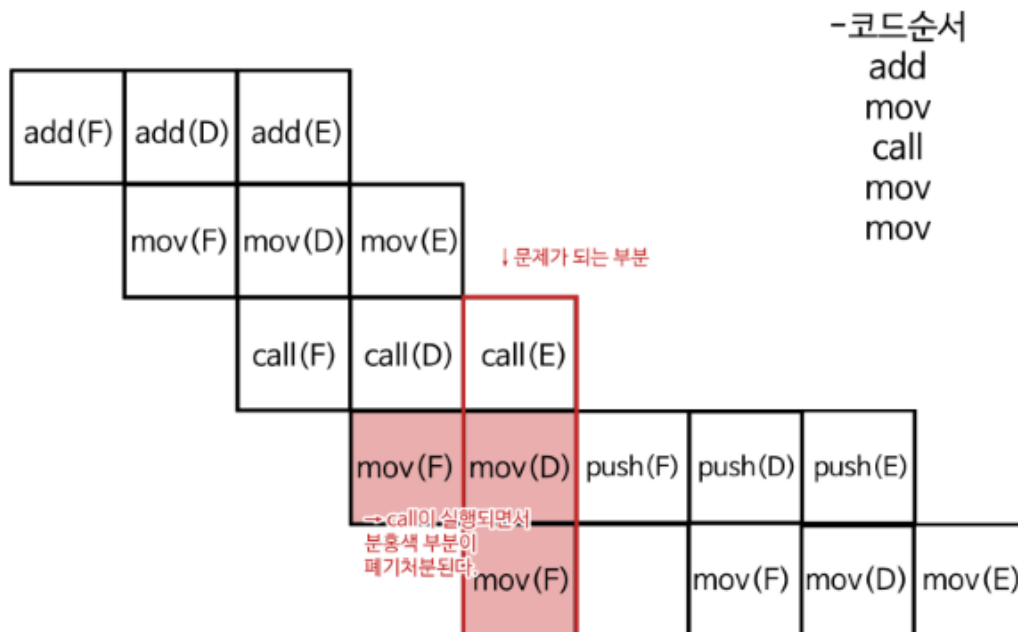 -코드순서
add
mov
call
mov
mov
add(F) add(D) add(E)
mov(F) mov(D) mov(E)
↓문제가 되는 부분
call(F) call(D) call(E)
mov(F) mov(D) push(F) push(D) push(E)
→ call이 실행되면서
분홍색 부분이
폐기처분된다.
mov(F) mov(F) mov(D) mov(E)